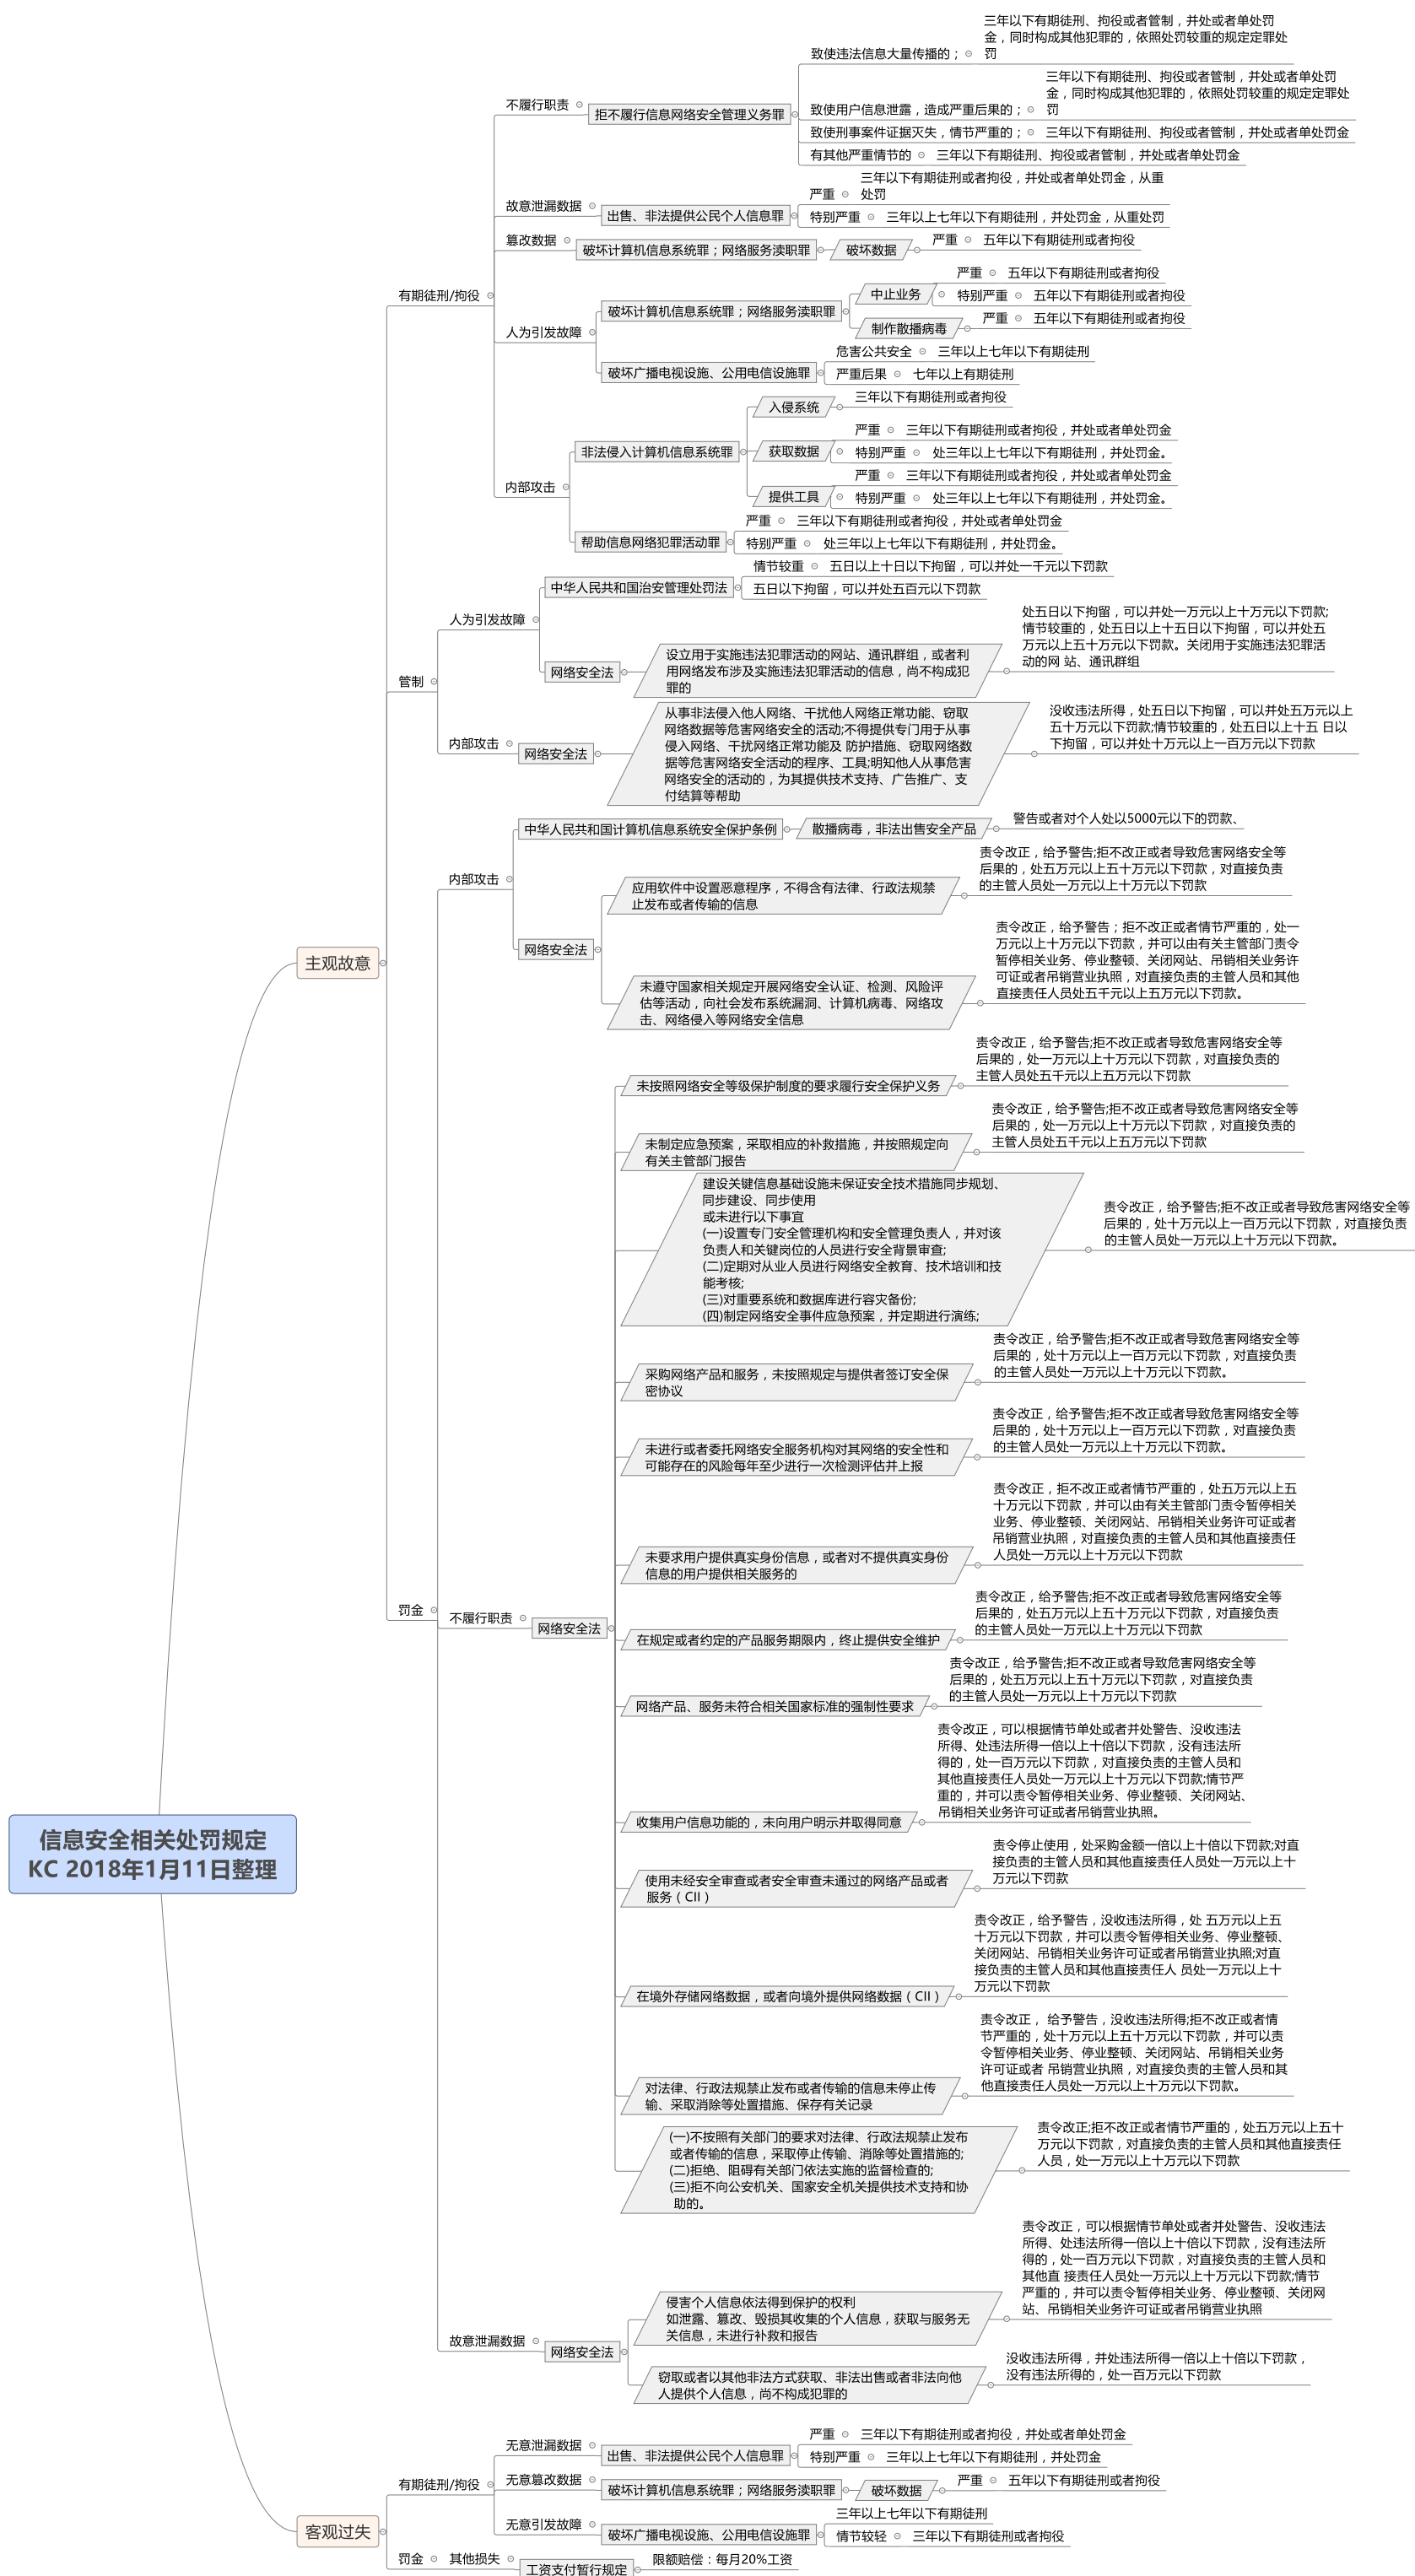 信息安全相关处罚规定
KC 2018年1月11日整理
主观故意
有期徒刑/拘役
不履行职责
拒不履行信息网络安全管理义务罪
致使违法信息大量传播的；
三年以下有期徒刑、拘役或者管制，并处或者单处罚
金，同时构成其他犯罪的，依照处罚较重的规定定罪处
罚
致使用户信息泄露，造成严重后果的；
三年以下有期徒刑、拘役或者管制，并处或者单处罚
金，同时构成其他犯罪的，依照处罚较重的规定定罪处
罚
致使刑事案件证据灭失，情节严重的；
三年以下有期徒刑、拘役或者管制，并处或者单处罚金
有其他严重情节的
三年以下有期徒刑、拘役或者管制，并处或者单处罚金
故意泄漏数据
出售、非法提供公民个人信息罪
严重
三年以下有期徒刑或者拘役，并处或者单处罚金，从重
处罚
特别严重
三年以上七年以下有期徒刑，并处罚金，从重处罚
篡改数据
破坏计算机信息系统罪；网络服务渎职罪
破坏数据
严重
五年以下有期徒刑或者拘役
人为引发故障
破坏计算机信息系统罪；网络服务渎职罪
中止业务
严重
五年以下有期徒刑或者拘役
特别严重
五年以下有期徒刑或者拘役
制作散播病毒
严重
五年以下有期徒刑或者拘役
破坏广播电视设施、公用电信设施罪
危害公共安全
三年以上七年以下有期徒刑
严重后果
七年以上有期徒刑
内部攻击
非法侵入计算机信息系统罪
入侵系统
三年以下有期徒刑或者拘役
获取数据
严重
三年以下有期徒刑或者拘役，并处或者单处罚金
特别严重
处三年以上七年以下有期徒刑，并处罚金。
提供工具
严重
三年以下有期徒刑或者拘役，并处或者单处罚金
特别严重
处三年以上七年以下有期徒刑，并处罚金。
帮助信息网络犯罪活动罪
严重
三年以下有期徒刑或者拘役，并处或者单处罚金
特别严重
处三年以上七年以下有期徒刑，并处罚金。
管制
人为引发故障
中华人民共和国治安管理处罚法
情节较重
五日以上十日以下拘留，可以并处一千元以下罚款
五日以下拘留，可以并处五百元以下罚款
网络安全法
设立用于实施违法犯罪活动的网站、通讯群组，或者利
用网络发布涉及实施违法犯罪活动的信息，尚不构成犯
罪的
处五日以下拘留，可以并处一万元以上十万元以下罚款;
情节较重的，处五日以上十五日以下拘留，可以并处五
万元以上五十万元以下罚款。关闭用于实施违法犯罪活
动的网 站、通讯群组
内部攻击
网络安全法
从事非法侵入他人网络、干扰他人网络正常功能、窃取
网络数据等危害网络安全的活动;不得提供专门用于从事
侵入网络、干扰网络正常功能及 防护措施、窃取网络数
据等危害网络安全活动的程序、工具;明知他人从事危害
网络安全的活动的，为其提供技术支持、广告推广、支
付结算等帮助
没收违法所得，处五日以下拘留，可以并处五万元以上
五十万元以下罚款;情节较重的，处五日以上十五 日以
下拘留，可以并处十万元以上一百万元以下罚款
罚金
内部攻击
中华人民共和国计算机信息系统安全保护条例
散播病毒，非法出售安全产品
警告或者对个人处以5000元以下的罚款、
网络安全法
应用软件中设置恶意程序，不得含有法律、行政法规禁
止发布或者传输的信息
责令改正，给予警告;拒不改正或者导致危害网络安全等
后果的，处五万元以上五十万元以下罚款，对直接负责
的主管人员处一万元以上十万元以下罚款
未遵守国家相关规定开展网络安全认证、检测、风险评
估等活动，向社会发布系统漏洞、计算机病毒、网络攻
击、网络侵入等网络安全信息
责令改正，给予警告；拒不改正或者情节严重的，处一
万元以上十万元以下罚款，并可以由有关主管部门责令
暂停相关业务、停业整顿、关闭网站、吊销相关业务许
可证或者吊销营业执照，对直接负责的主管人员和其他
直接责任人员处五千元以上五万元以下罚款。
不履行职责
网络安全法
未按照网络安全等级保护制度的要求履行安全保护义务
责令改正，给予警告;拒不改正或者导致危害网络安全等
后果的，处一万元以上十万元以下罚款，对直接负责的
主管人员处五千元以上五万元以下罚款
未制定应急预案，采取相应的补救措施，并按照规定向
有关主管部门报告
责令改正，给予警告;拒不改正或者导致危害网络安全等
后果的，处一万元以上十万元以下罚款，对直接负责的
主管人员处五千元以上五万元以下罚款
建设关键信息基础设施未保证安全技术措施同步规划、
同步建设、同步使用
或未进行以下事宜
(一)设置专门安全管理机构和安全管理负责人，并对该
负责人和关键岗位的人员进行安全背景审查;
(二)定期对从业人员进行网络安全教育、技术培训和技
能考核;
(三)对重要系统和数据库进行容灾备份;
(四)制定网络安全事件应急预案，并定期进行演练;
责令改正，给予警告;拒不改正或者导致危害网络安全等
后果的，处十万元以上一百万元以下罚款，对直接负责
的主管人员处一万元以上十万元以下罚款。
采购网络产品和服务，未按照规定与提供者签订安全保
密协议
责令改正，给予警告;拒不改正或者导致危害网络安全等
后果的，处十万元以上一百万元以下罚款，对直接负责
的主管人员处一万元以上十万元以下罚款。
未进行或者委托网络安全服务机构对其网络的安全性和
可能存在的风险每年至少进行一次检测评估并上报
责令改正，给予警告;拒不改正或者导致危害网络安全等
后果的，处十万元以上一百万元以下罚款，对直接负责
的主管人员处一万元以上十万元以下罚款。
未要求用户提供真实身份信息，或者对不提供真实身份
信息的用户提供相关服务的
责令改正，拒不改正或者情节严重的，处五万元以上五
十万元以下罚款，并可以由有关主管部门责令暂停相关
业务、停业整顿、关闭网站、吊销相关业务许可证或者
吊销营业执照，对直接负责的主管人员和其他直接责任
人员处一万元以上十万元以下罚款
在规定或者约定的产品服务期限内，终止提供安全维护
责令改正，给予警告;拒不改正或者导致危害网络安全等
后果的，处五万元以上五十万元以下罚款，对直接负责
的主管人员处一万元以上十万元以下罚款
网络产品、服务未符合相关国家标准的强制性要求
责令改正，给予警告;拒不改正或者导致危害网络安全等
后果的，处五万元以上五十万元以下罚款，对直接负责
的主管人员处一万元以上十万元以下罚款
收集用户信息功能的，未向用户明示并取得同意
责令改正，可以根据情节单处或者并处警告、没收违法
所得、处违法所得一倍以上十倍以下罚款，没有违法所
得的，处一百万元以下罚款，对直接负责的主管人员和
其他直接责任人员处一万元以上十万元以下罚款;情节严
重的，并可以责令暂停相关业务、停业整顿、关闭网站、
吊销相关业务许可证或者吊销营业执照。
使用未经安全审查或者安全审查未通过的网络产品或者
服务（CII）
责令停止使用，处采购金额一倍以上十倍以下罚款;对直
接负责的主管人员和其他直接责任人员处一万元以上十
万元以下罚款
在境外存储网络数据，或者向境外提供网络数据（CII）
责令改正，给予警告，没收违法所得，处 五万元以上五
十万元以下罚款，并可以责令暂停相关业务、停业整顿、
关闭网站、吊销相关业务许可证或者吊销营业执照;对直
接负责的主管人员和其他直接责任人 员处一万元以上十
万元以下罚款
对法律、行政法规禁止发布或者传输的信息未停止传
输、采取消除等处置措施、保存有关记录
责令改正， 给予警告，没收违法所得;拒不改正或者情
节严重的，处十万元以上五十万元以下罚款，并可以责
令暂停相关业务、停业整顿、关闭网站、吊销相关业务
许可证或者 吊销营业执照，对直接负责的主管人员和其
他直接责任人员处一万元以上十万元以下罚款。
(一)不按照有关部门的要求对法律、行政法规禁止发布
或者传输的信息，采取停止传输、消除等处置措施的;
(二)拒绝、阻碍有关部门依法实施的监督检查的;
(三)拒不向公安机关、国家安全机关提供技术支持和协
助的。
责令改正;拒不改正或者情节严重的，处五万元以上五十
万元以下罚款，对直接负责的主管人员和其他直接责任
人员，处一万元以上十万元以下罚款
故意泄漏数据
网络安全法
侵害个人信息依法得到保护的权利
如泄露、篡改、毁损其收集的个人信息，获取与服务无
关信息，未进行补救和报告
责令改正，可以根据情节单处或者并处警告、没收违法
所得、处违法所得一倍以上十倍以下罚款，没有违法所
得的，处一百万元以下罚款，对直接负责的主管人员和
其他直 接责任人员处一万元以上十万元以下罚款;情节
严重的，并可以责令暂停相关业务、停业整顿、关闭网
站、吊销相关业务许可证或者吊销营业执照
窃取或者以其他非法方式获取、非法出售或者非法向他
人提供个人信息，尚不构成犯罪的
没收违法所得，并处违法所得一倍以上十倍以下罚款，
没有违法所得的，处一百万元以下罚款
客观过失
有期徒刑/拘役
无意泄漏数据
出售、非法提供公民个人信息罪
严重
三年以下有期徒刑或者拘役，并处或者单处罚金
特别严重
三年以上七年以下有期徒刑，并处罚金
无意篡改数据
破坏计算机信息系统罪；网络服务渎职罪
破坏数据
严重
五年以下有期徒刑或者拘役
无意引发故障
破坏广播电视设施、公用电信设施罪
三年以上七年以下有期徒刑
情节较轻
三年以下有期徒刑或者拘役
罚金
其他损失
工资支付暂行规定
限额赔偿：每月20%工资